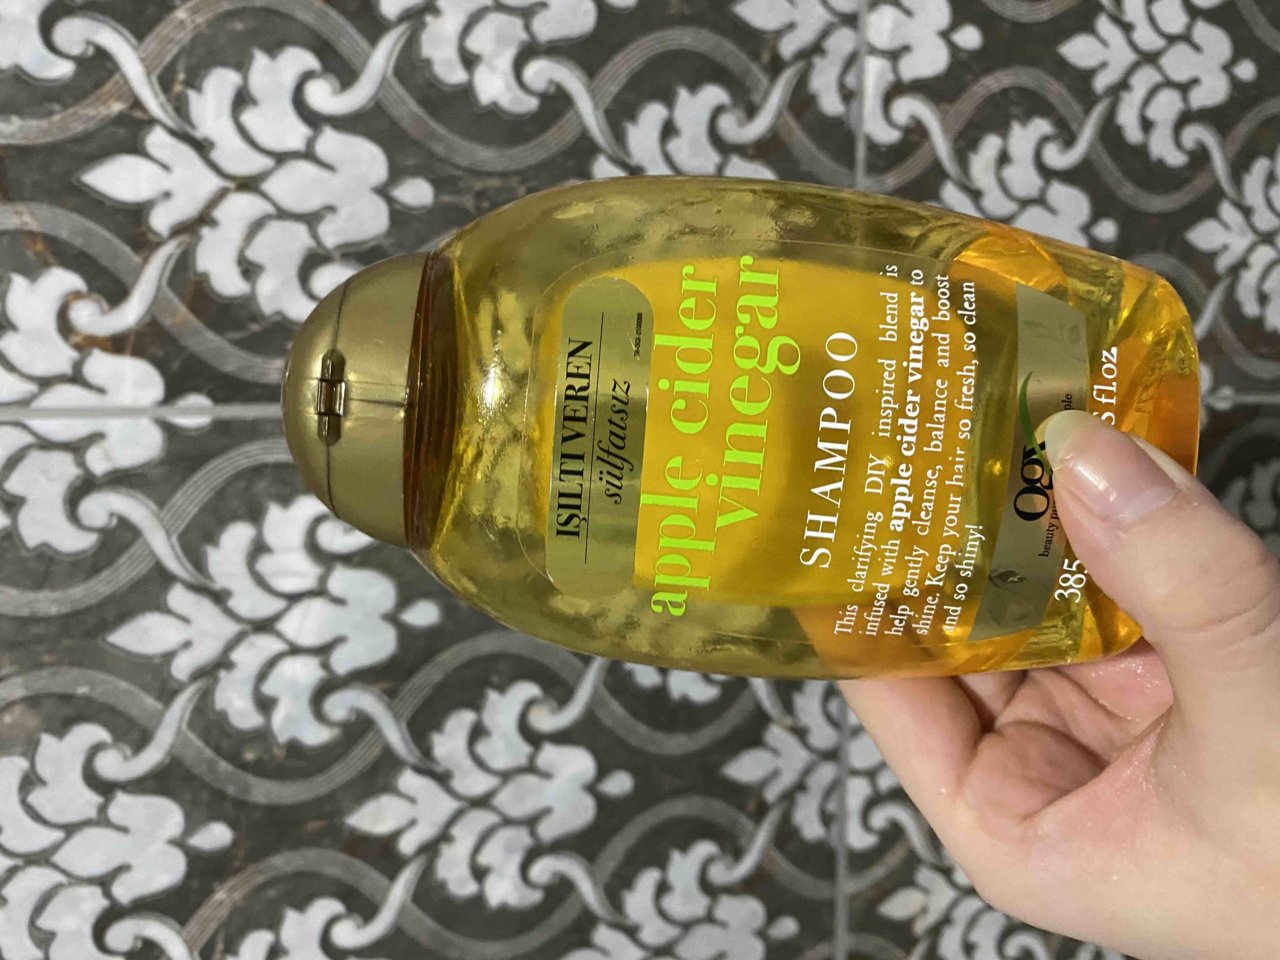 IŞILTI VEREN
sülfatsız
apple cider
vinegar
SHAMPOO
This clarifying DIY inspired blend is
infused with apple cider vinegar to
help gently cleanse, balance and boost
shine. Keep your hair so fresh, so clean
and so shiny!
beauty
385
fl.oz